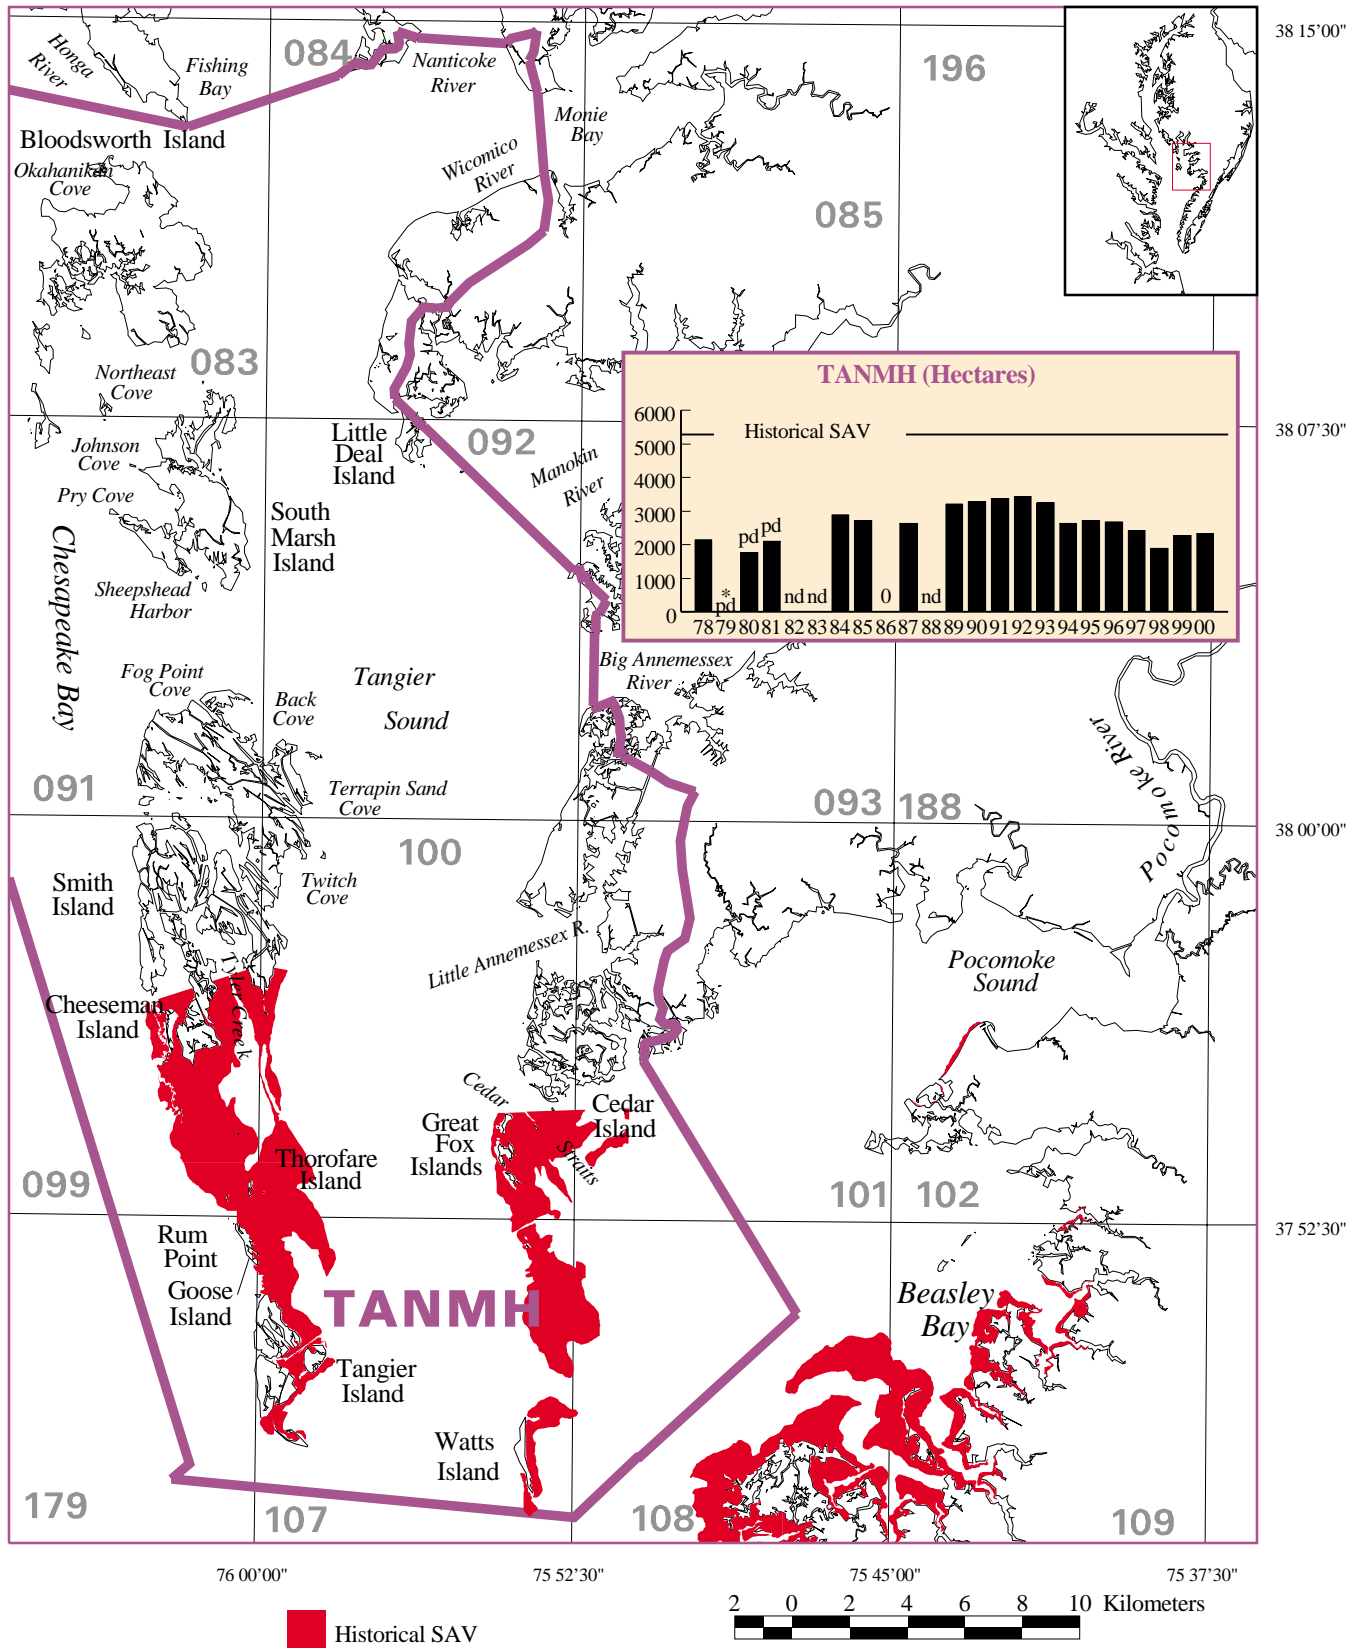 38 15'00"
084
196
Honga
River
Fishing
Bay
Nanticoke
River
Monie
Bay
Bloodsworth Island
Okahanikan
Cove
Wicomico
River
085
083
Northeast
Cove
Johnson
Cove
Pry Cove
Little
Deal
Island
092
Manokin
River
38 07'30"
TANMH (Hectares)
6000
5000
4000
3000
2000
1000
0
Historical SAV
* pd
pd
pd
nd
nd
0
nd
78 79 80 81 82 83 84 85 86 87 88 89 90 91 92 93 94 95 96 97 98 99 00
South
Marsh
Island
Sheepshead
Harbor
Chesapeake Bay
Fog Point
Cove
Back
Cove
Tangier
Sound
Big Annemessex
River
Terrapin Sand
Cove
091
093
188
Pocomoke River
Pocomoke
38 00'00"
100
Smith
Island
Twitch
Cove
Little Annemessex R.
Pocomoke
Sound
Tyler Creek
Cheeseman
Island
Cedar
Straits
Great
Fox
Islands
Cedar
Island
Thorofare
Island
099
101
102
37 52'30"
Rum
Point
Goose
Island
TANMH
Beasley
Bay
Tangier
Island
Watts
Island
179
107
108
109
76 00'00"
75 52'30"
75 45'00"
75 37'30"
Historical SAV
2 0 2 4 6 8 10 Kilometers